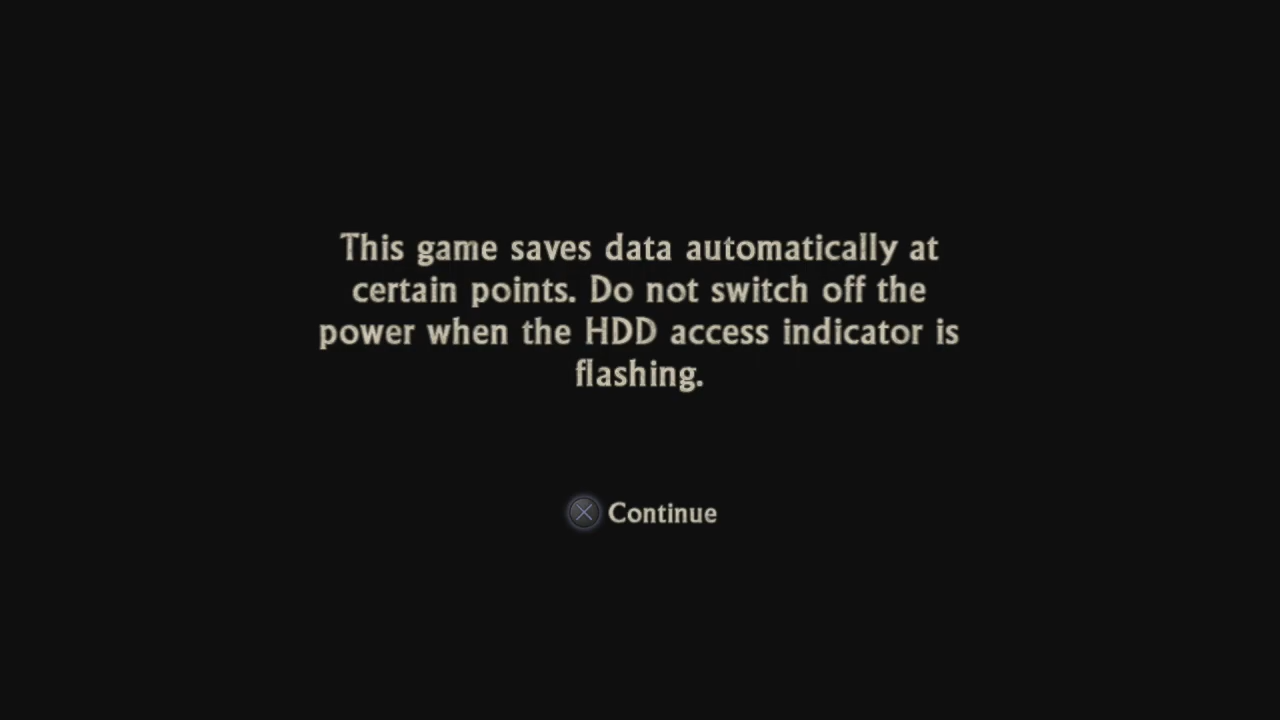 This game saves data automatically at
certain points. Do not switch off the
power when the HDD access indicator is
flashing.
Continue